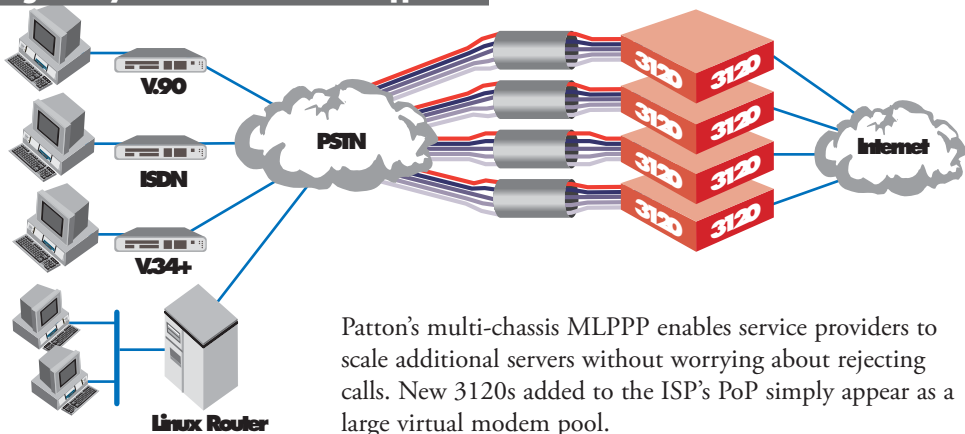 V.90
ISDN
V.34+
Linux Router
PSTN
3120 3120
3120 3120
3120 3120
3120 3120
Internet
Patton's multi-chassis MLPPP enables service providers to
scale additional servers without worrying about rejecting
calls. New 3120s added to the ISP's PoP simply appear as a
large virtual modem pool.